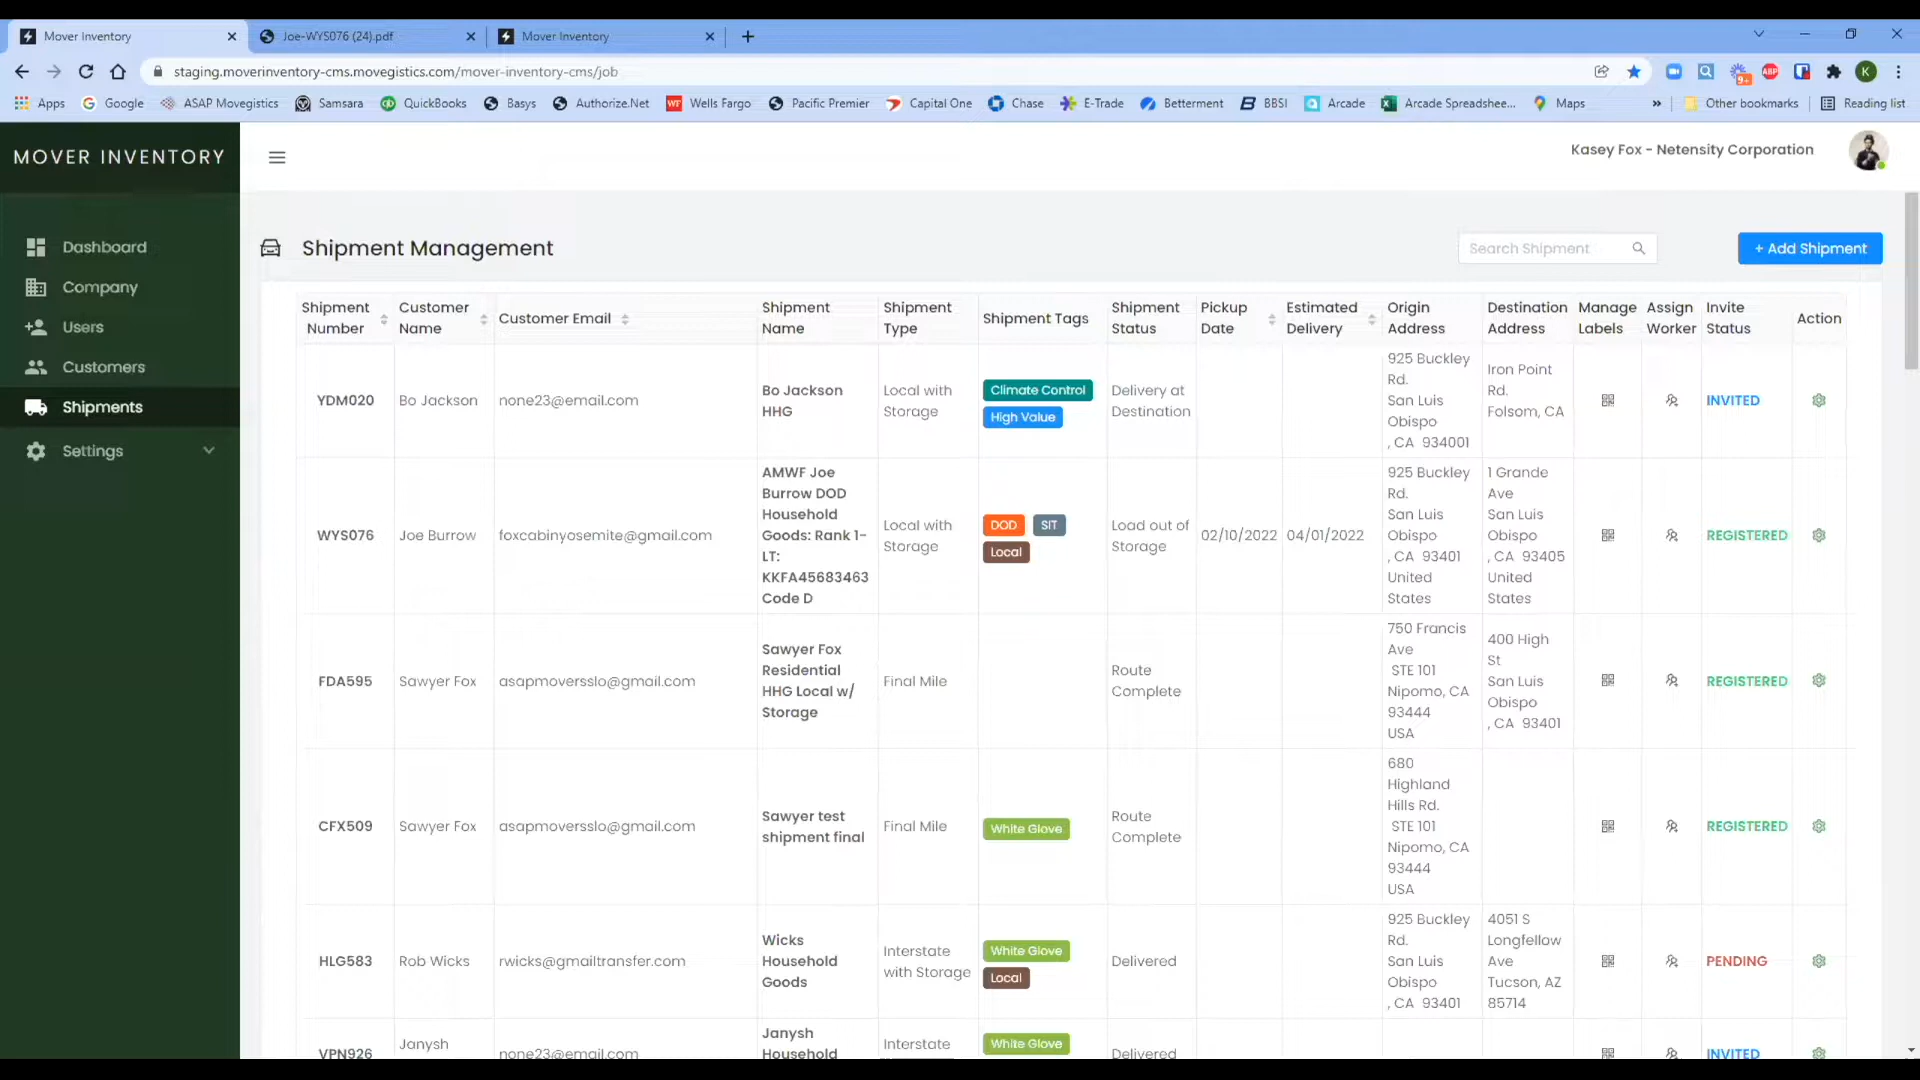 Mover Inventory
Joe-WYS076 (24).pdf
Mover Inventory
staging.moverinventory-cms.movegistics.com/mover-inventory-cms/job
9+
ABP
K
Apps
Google
ASAP Movegistics
Samsara
QuickBooks
Basys
Authorize.Net
WF Wells Fargo
Pacific Premier
Capital One
Chase
E-Trade
Betterment
BBSI
Arcade
Arcade Spreadshee...
Maps
»
Other bookmarks
Reading list
MOVER INVENTORY
Kasey Fox - Netensity Corporation
Dashboard
Company
Users
Customers
Shipments
Settings
Shipment Management
Search Shipment
+ Add Shipment
Shipment
Number
Customer
Name
Customer Email
Shipment
Name
Shipment
Type
Shipment Tags
Shipment
Status
Pickup
Date
Estimated
Delivery
Origin
Address
Destination
Address
Manage
Labels
Assign
Worker
Invite
Status
Action
YDM020
Bo Jackson
none23@email.com
Bo Jackson
HHG
Local with
Storage
Climate Control
High Value
Delivery at
Destination
925 Buckley
Rd.
San Luis
Obispo
, CA 934001
Iron Point
Rd.
Folsom, CA
INVITED
WYS076
Joe Burrow
foxcabinyosemite@gmail.com
AMWF Joe
Burrow DOD
Household
Goods: Rank 1-
LT:
KKFA45683463
Code D
Local with
Storage
DOD
SIT
Local
Load out of
Storage
02/10/2022
04/01/2022
925 Buckley
Rd.
San Luis
Obispo
, CA 93401
United
States
1 Grande
Ave
San Luis
Obispo
, CA 93405
United
States
REGISTERED
FDA595
Sawyer Fox
asapmoversslo@gmail.com
Sawyer Fox
Residential
HHG Local w/
Storage
Final Mile
Route
Complete
750 Francis
Ave
STE 101
Nipomo, CA
93444
USA
400 High
St
San Luis
Obispo
, CA 93401
REGISTERED
CFX509
Sawyer Fox
asapmoversslo@gmail.com
Sawyer test
shipment final
Final Mile
White Glove
Route
Complete
680
Highland
Hills Rd.
STE 101
Nipomo, CA
93444
USA
REGISTERED
HLG583
Rob Wicks
rwicks@gmailtransfer.com
Wicks
Household
Goods
Interstate
with Storage
White Glove
Local
Delivered
925 Buckley
Rd.
San Luis
Obispo
, CA 93401
4051 S
Longfellow
Ave
Tucson, AZ
85714
PENDING
VPN926
Janysh
none23@email.com
Janysh
Household
Interstate
White Glove
Delivered
INVITED